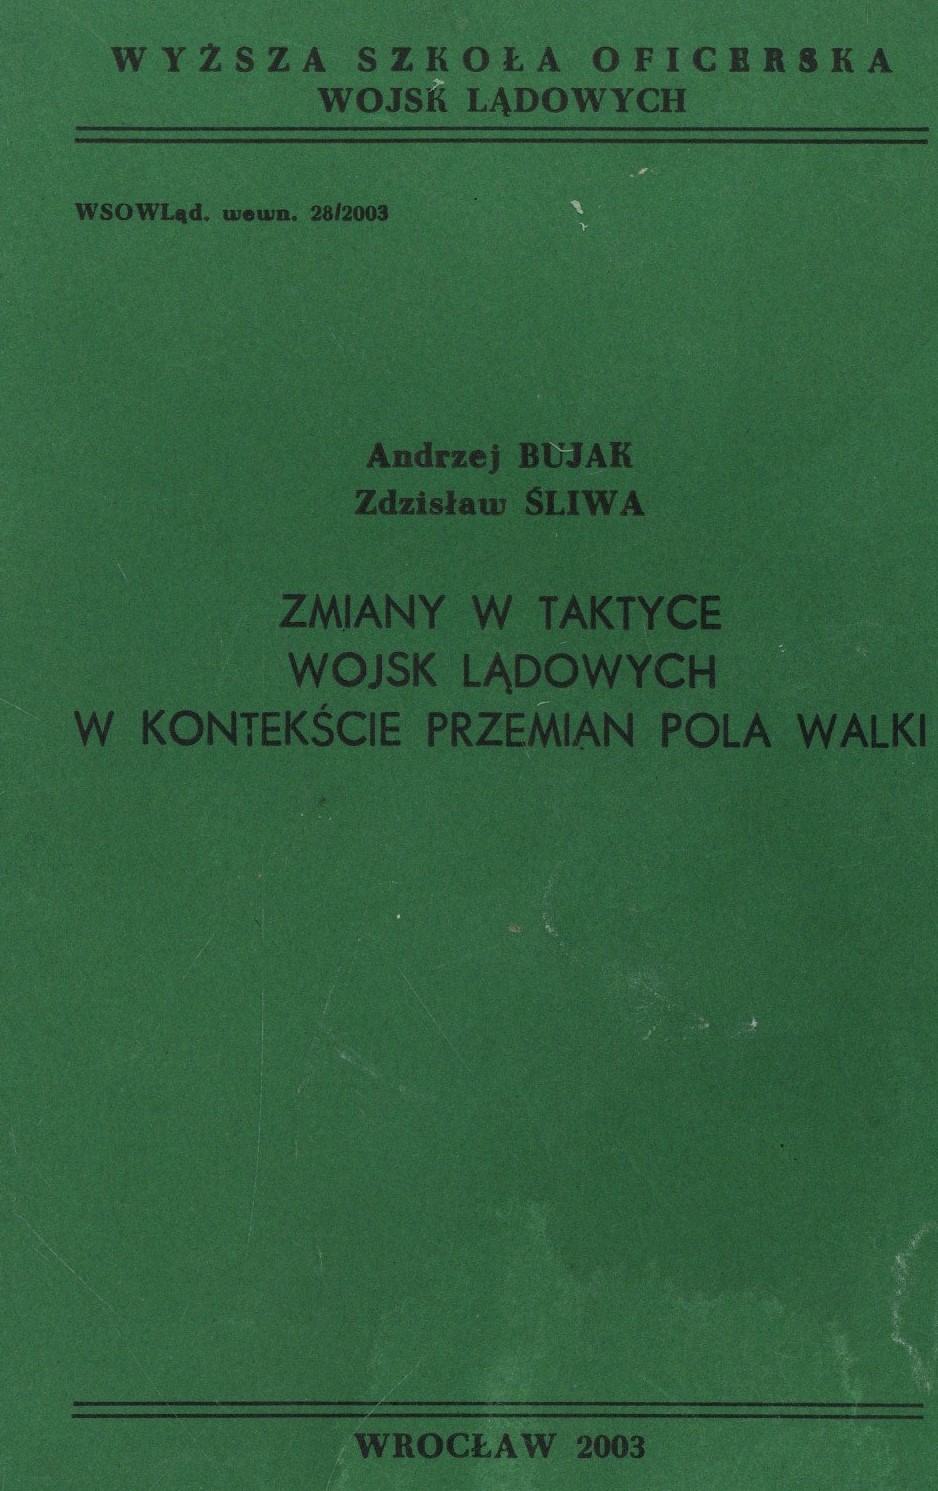 WYŻSZA SZKOŁA OFICERSKA
WOJSK LĄDOWYCH
WSOWLąd. wewn. 28/2003
Andrzej BUJAK
Zdzisław ŚLIWA
ZMIANY W TAKTYCE
WOJSK LĄDOWYCH
W KONTEKŚCIE PRZEMIAN POLA WALKI
WROCŁAW 2003